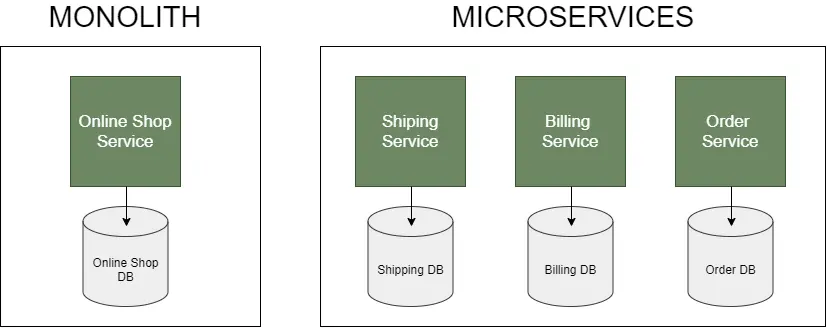 MONOLITH
MICROSERVICES
Online Shop
Service
Shiping
Service
Billing
Service
Order
Service
Online Shop
DB
Shipping DB
Billing DB
Order DB